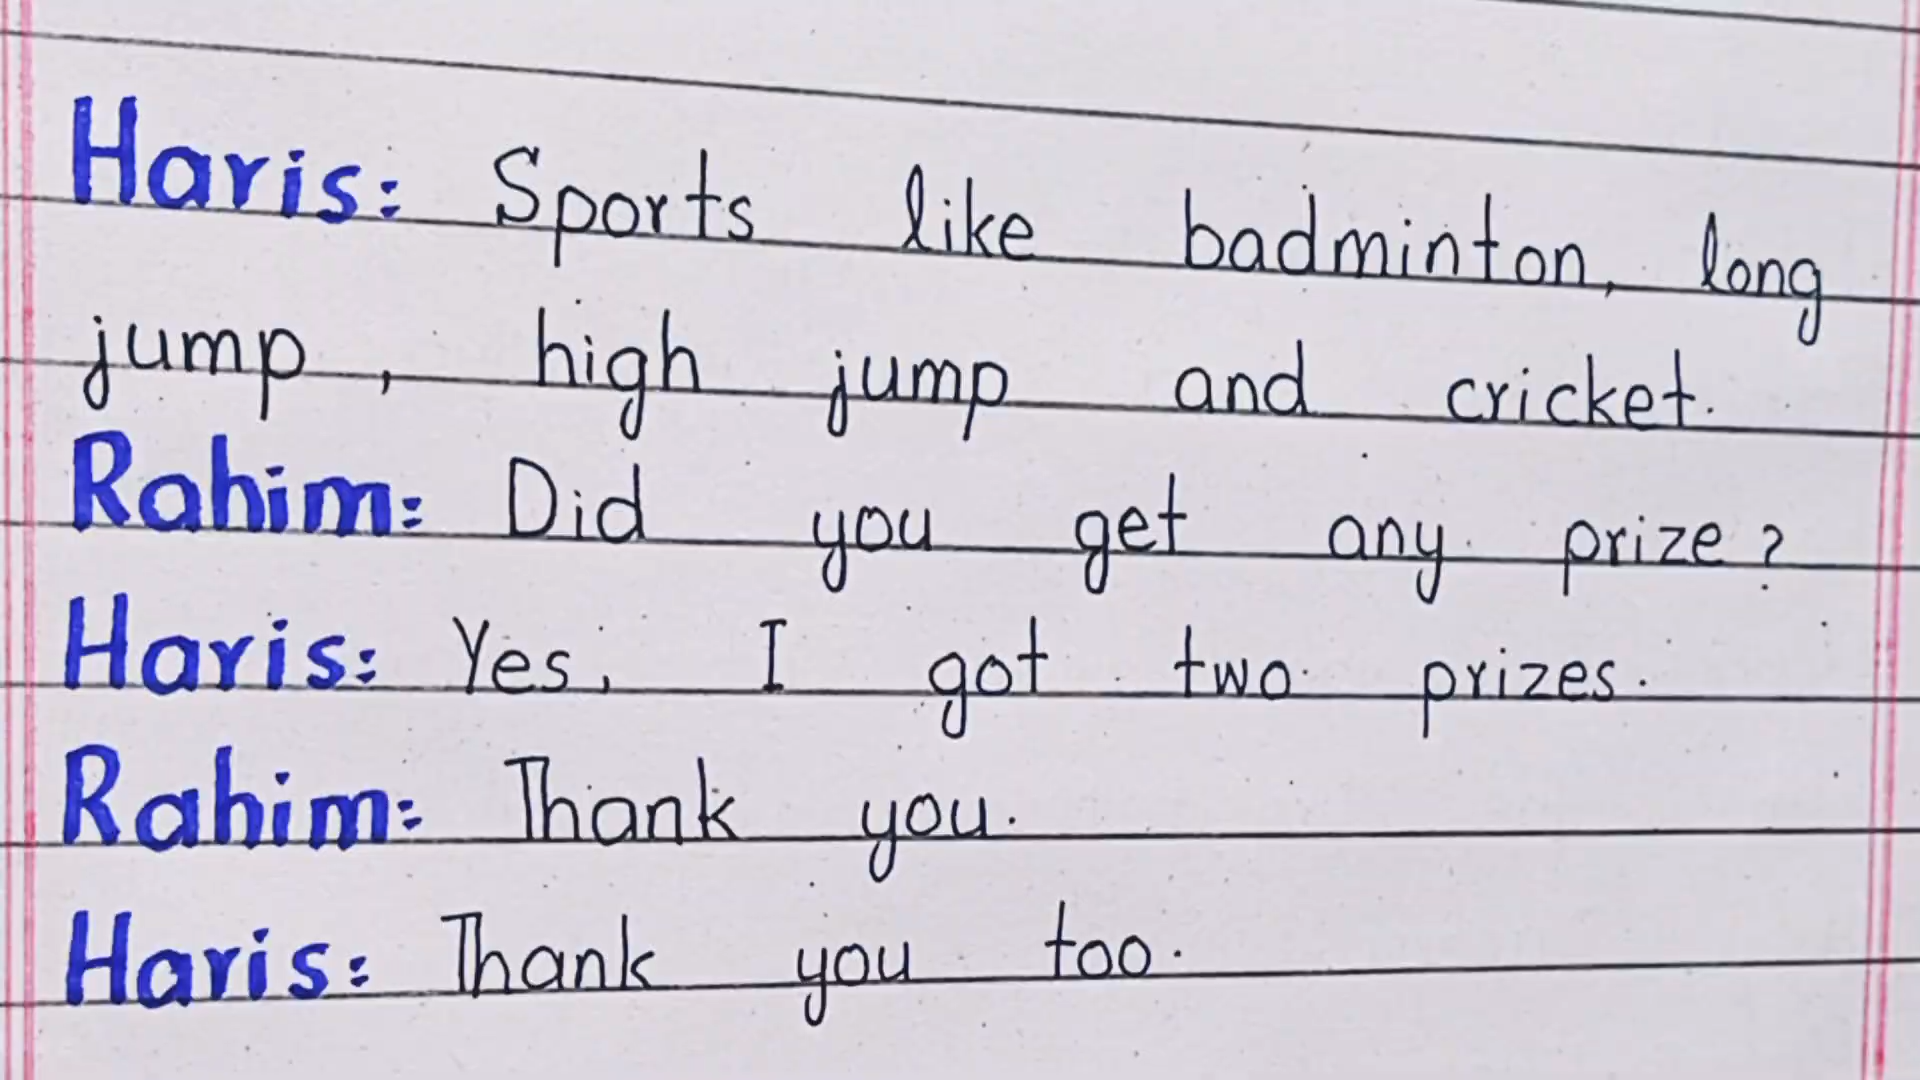 Haris: Sports like badminton, long
jump, high jump and cricket.
Rahim: Did you get any prize?
Haris: Yes, I got two prizes.
Rahim: Thank you.
Haris: Thank you too.